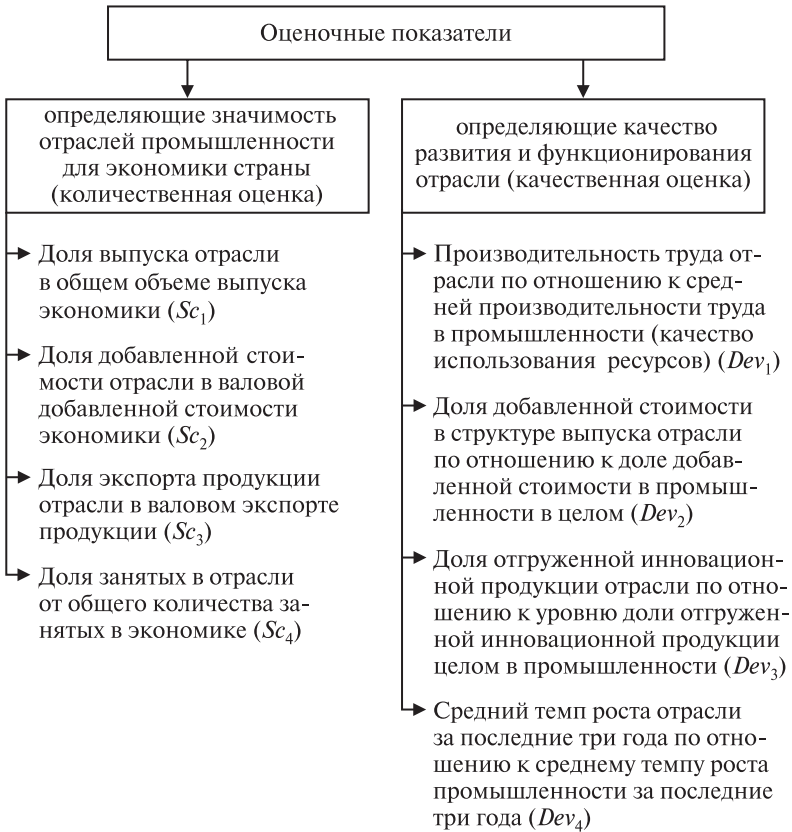 Оценочные показатели
определяющие значимость
отраслей промышленности
для экономики страны
(количественная оценка)
Доля выпуска отрасли
в общем объеме выпуска
экономики (Sc₁)
Доля добавленной стои-
мости отрасли в валовой
добавленной стоимости
экономики (Sc₂)
Доля экспорта продукции
отрасли в валовом экспорте
продукции (Sc₃)
Доля занятых в отрасли
от общего количества за-
нятых в экономике (Sc₄)
определяющие качество
развития и функционирования
отрасли (качественная оценка)
Производительность труда от-
расли по отношению к сред-
ней производительности труда
в промышленности (качество
использования ресурсов) (Dev₁)
Доля добавленной стоимости
в структуре выпуска отрасли
по отношению к доле добав-
ленной стоимости в промыш-
ленности в целом (Dev₂)
Доля отгруженной инновацион-
ной продукции отрасли по отно-
шению к уровню доли отгружен-
ной инновационной продукции
целом в промышленности (Dev₃)
Средний темп роста отрасли
за последние три года по отно-
шению к среднему темпу роста
промышленности за последние
три года (Dev₄)